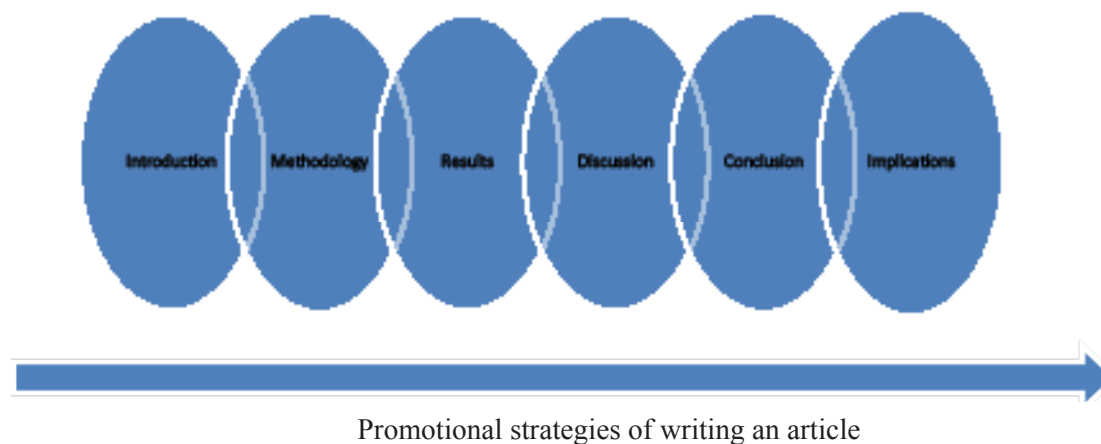 Introduction Methodology Results Discussion Conclusion Implications
Promotional strategies of writing an article